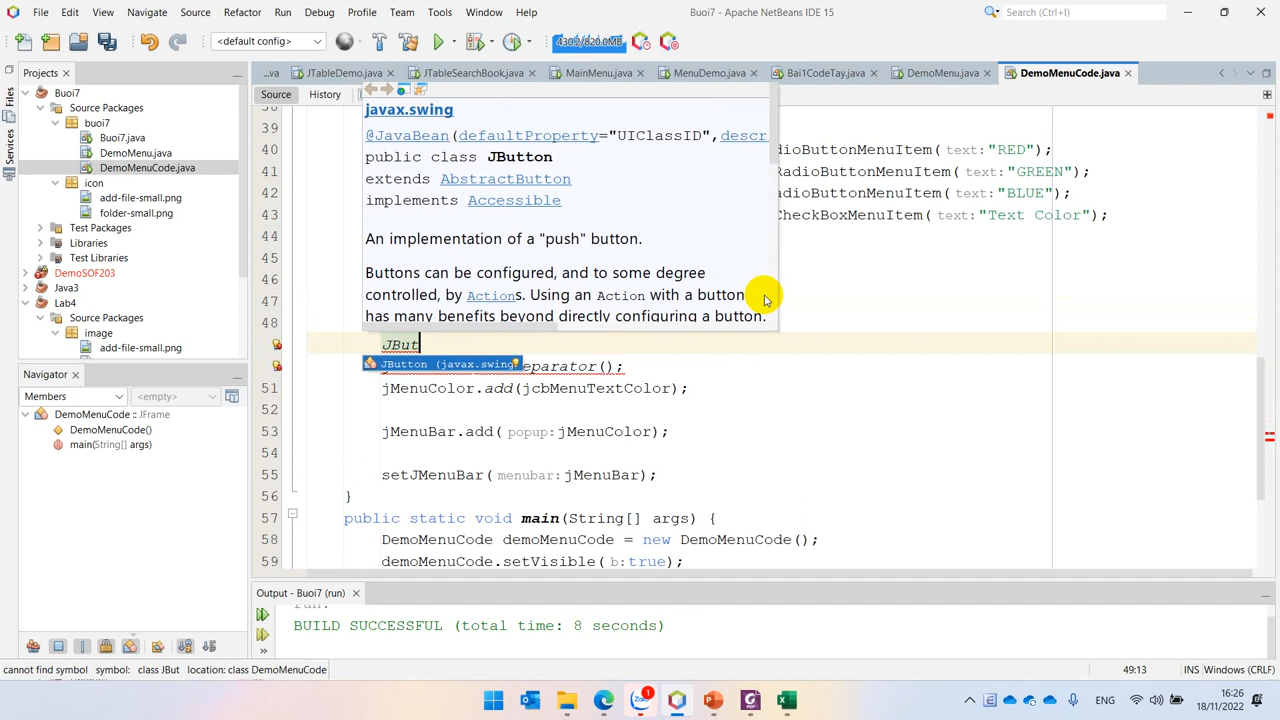 File Edit View Navigate Source Refactor Run Debug Profile Team Tools Window Help
Buoi7 - Apache NetBeans IDE 15
Search (Ctrl+I)
<default config>
430.2/820.0MB
Projects
...va
JTableDemo.java
JTableSearchBook.java
MainMenu.java
MenuDemo.java
Bai1CodeTay.java
DemoMenu.java
DemoMenuCode.java
Files
Services
Buoi7
Source Packages
buoi7
Buoi7.java
DemoMenu.java
DemoMenuCode.java
icon
add-file-small.png
folder-small.png
Test Packages
Libraries
Test Libraries
DemoSOF203
Java3
Lab4
Source Packages
image
add-file-small.png
Source History
javax.swing
@JavaBean(defaultProperty="UIClassID",descr
public class JButton
extends AbstractButton
implements Accessible
An implementation of a "push" button.
Buttons can be configured, and to some degree
controlled, by Actions. Using an Action with a button
has many benefits beyond directly configuring a button.
39
40 dioButtonMenuItem( text:"RED");
41 RadioButtonMenuItem( text:"GREEN");
42 adioButtonMenuItem( text:"BLUE");
43 CheckBoxMenuItem( text:"Text Color");
44
45
46
47
48
JBut
JButton (javax.swing)
eparator();
51 jMenuColor.add(jcbMenuTextColor);
52
53 jMenuBar.add( popup:jMenuColor);
54
55 setJMenuBar( menubar:jMenuBar);
56 }
57 public static void main(String[] args) {
58 DemoMenuCode demoMenuCode = new DemoMenuCode();
59 demoMenuCode.setVisible( b:true);
Navigator
Members
<empty>
DemoMenuCode :: JFrame
DemoMenuCode()
main(String[] args)
Output - Buoi7 (run)
run:
BUILD SUCCESSFUL (total time: 8 seconds)
cannot find symbol symbol: class JBut location: class DemoMenuCode
49:13
INS
Windows (CRLF)
Zalo
1
ENG
16:26
18/11/2022